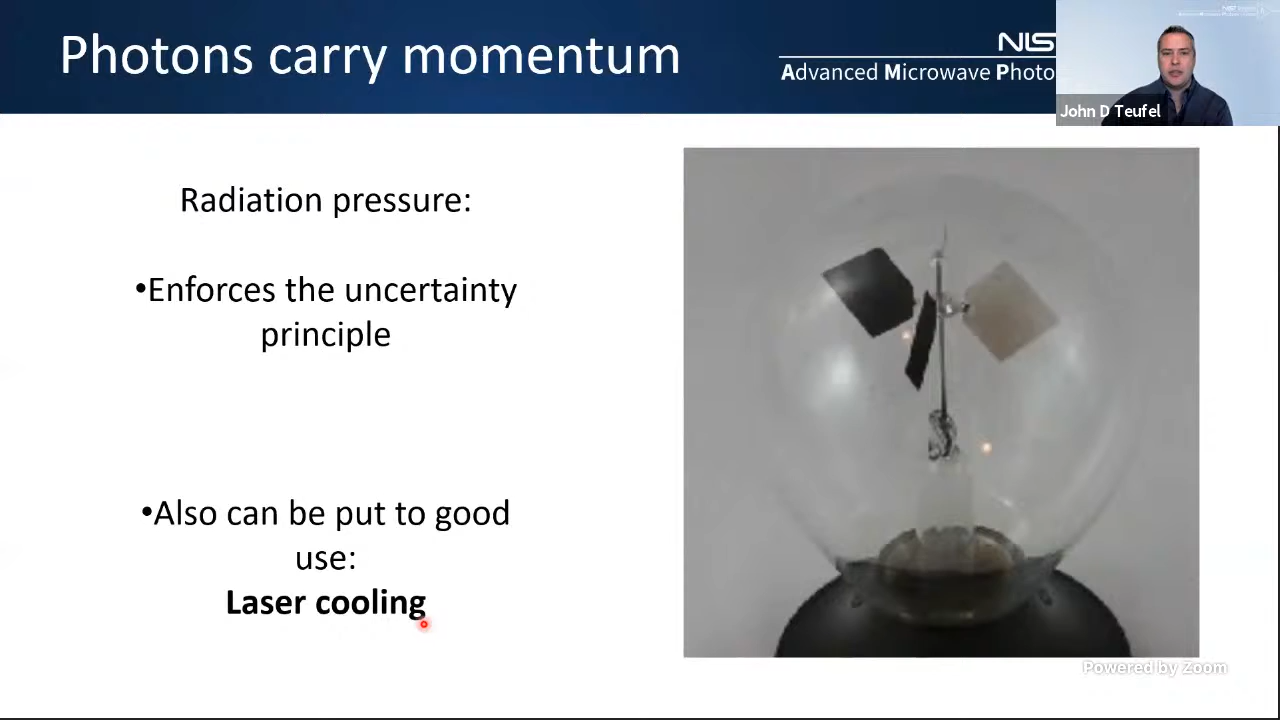 Photons carry momentum
NIS
Advanced Microwave Photo
John D Teufel
Radiation pressure:
•Enforces the uncertainty
principle
•Also can be put to good
use:
Laser cooling
Powered by Zoom